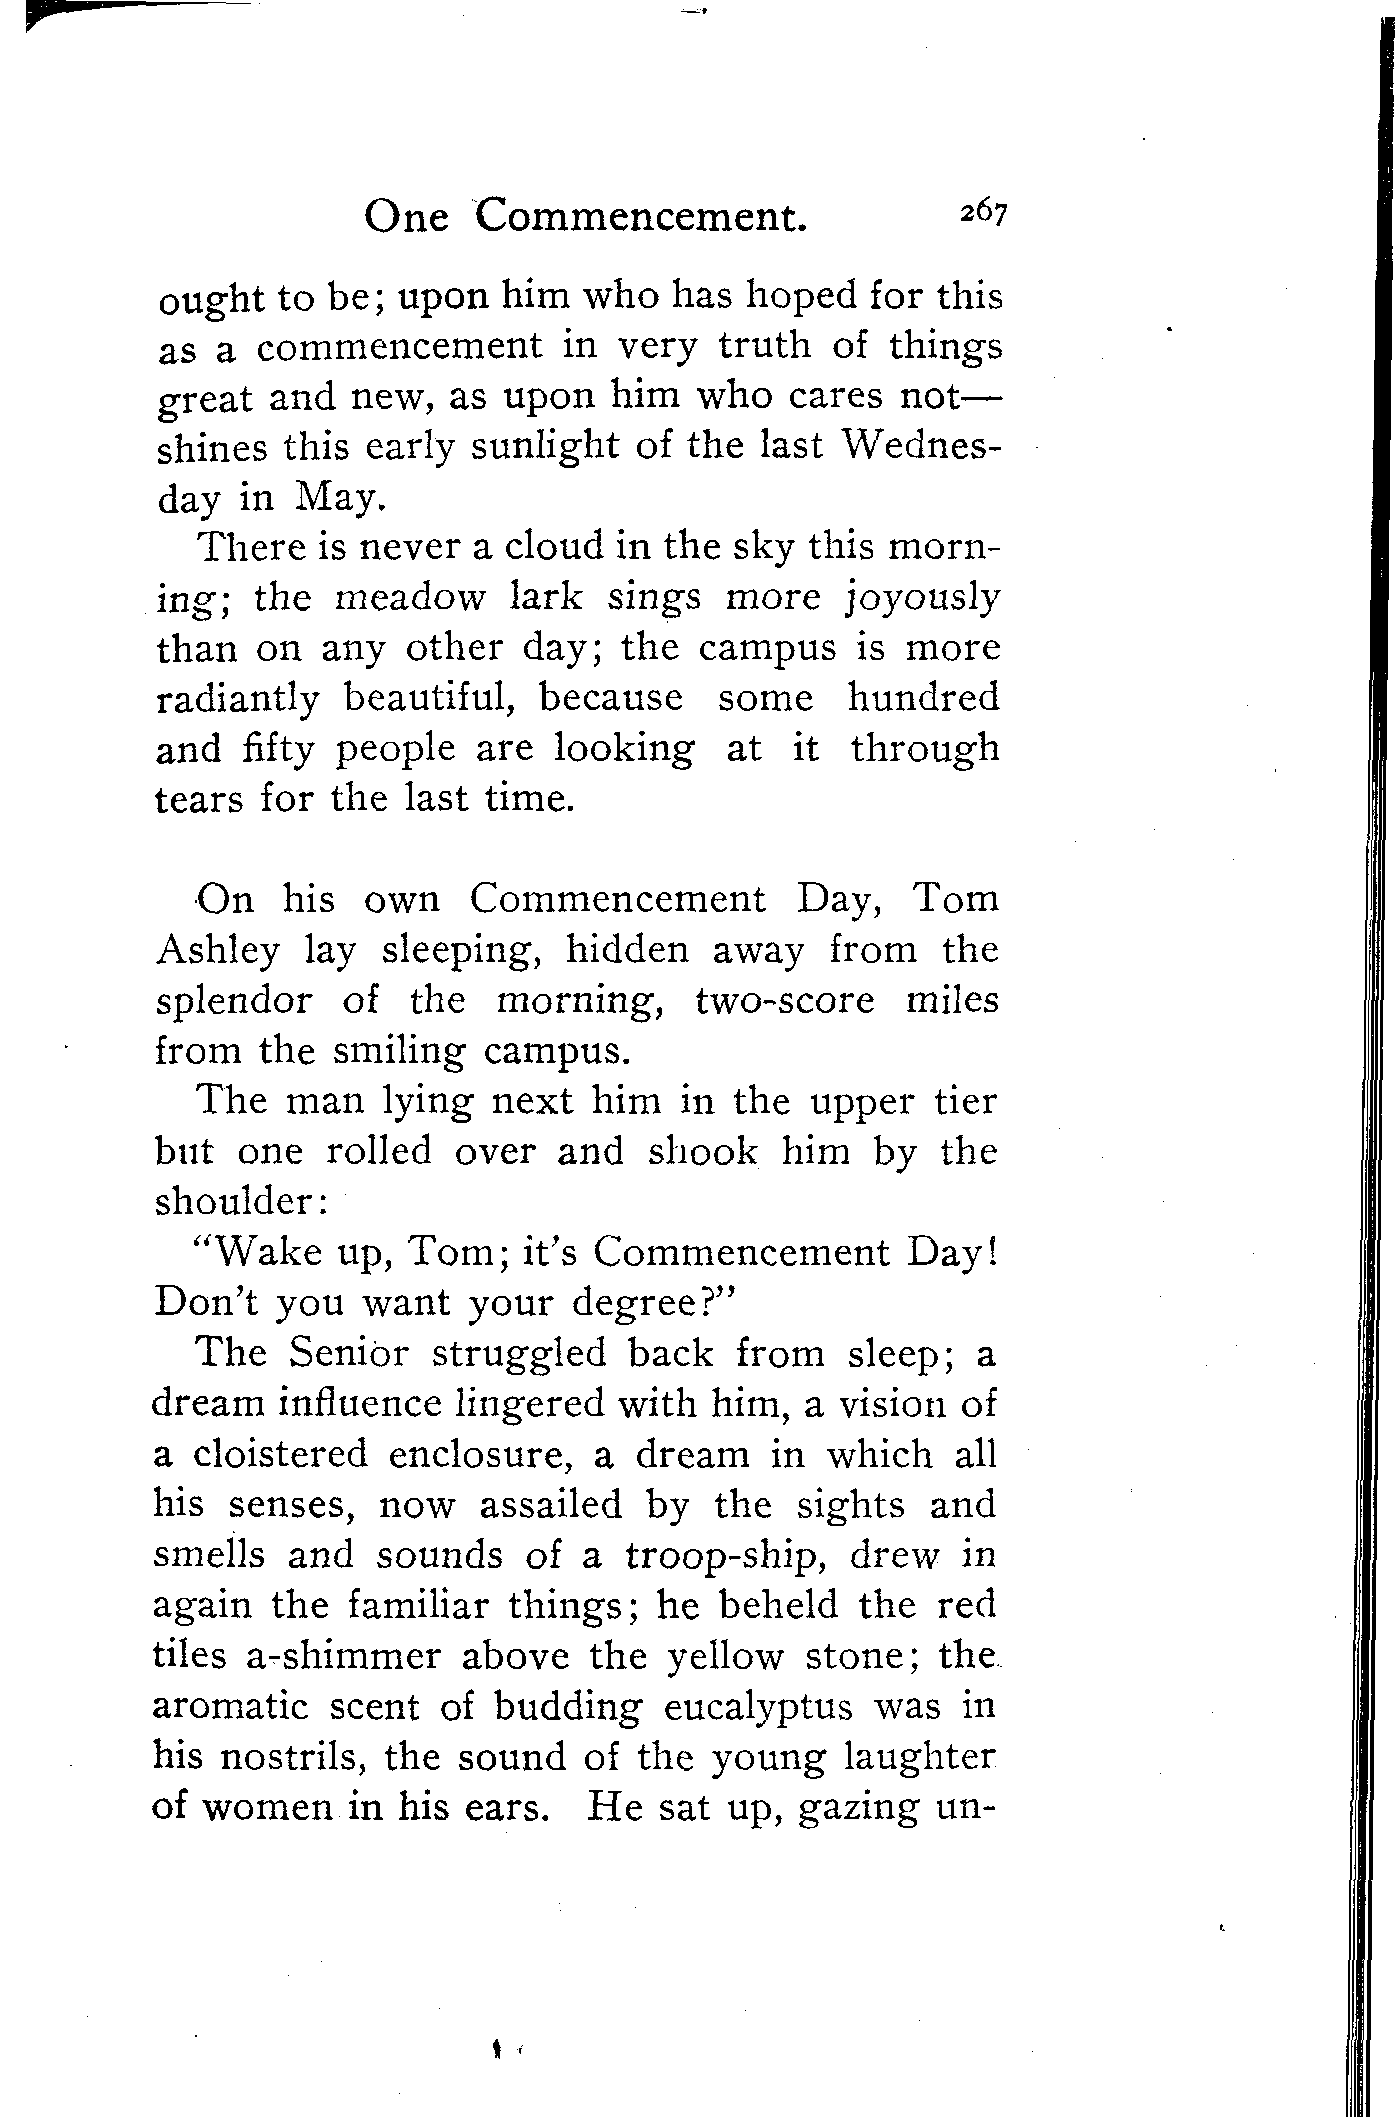 One Commencement. 267
ought to be; upon him who has hoped for this
as a commencement in very truth of things
great and new, as upon him who cares not—
shines this early sunlight of the last Wednes-
day in May.
There is never a cloud in the sky this morn-
ing; the meadow lark sings more joyously
than on any other day; the campus is more
radiantly beautiful, because some hundred
and fifty people are looking at it through
tears for the last time.
On his own Commencement Day, Tom
Ashley lay sleeping, hidden away from the
splendor of the morning, two-score miles
from the smiling campus.
The man lying next him in the upper tier
but one rolled over and shook him by the
shoulder:
"Wake up, Tom; it's Commencement Day!
Don't you want your degree?"
The Senior struggled back from sleep; a
dream influence lingered with him, a vision of
a cloistered enclosure, a dream in which all
his senses, now assailed by the sights and
smells and sounds of a troop-ship, drew in
again the familiar things; he beheld the red
tiles a-shimmer above the yellow stone; the
aromatic scent of budding eucalyptus was in
his nostrils, the sound of the young laughter
of women in his ears. He sat up, gazing un-